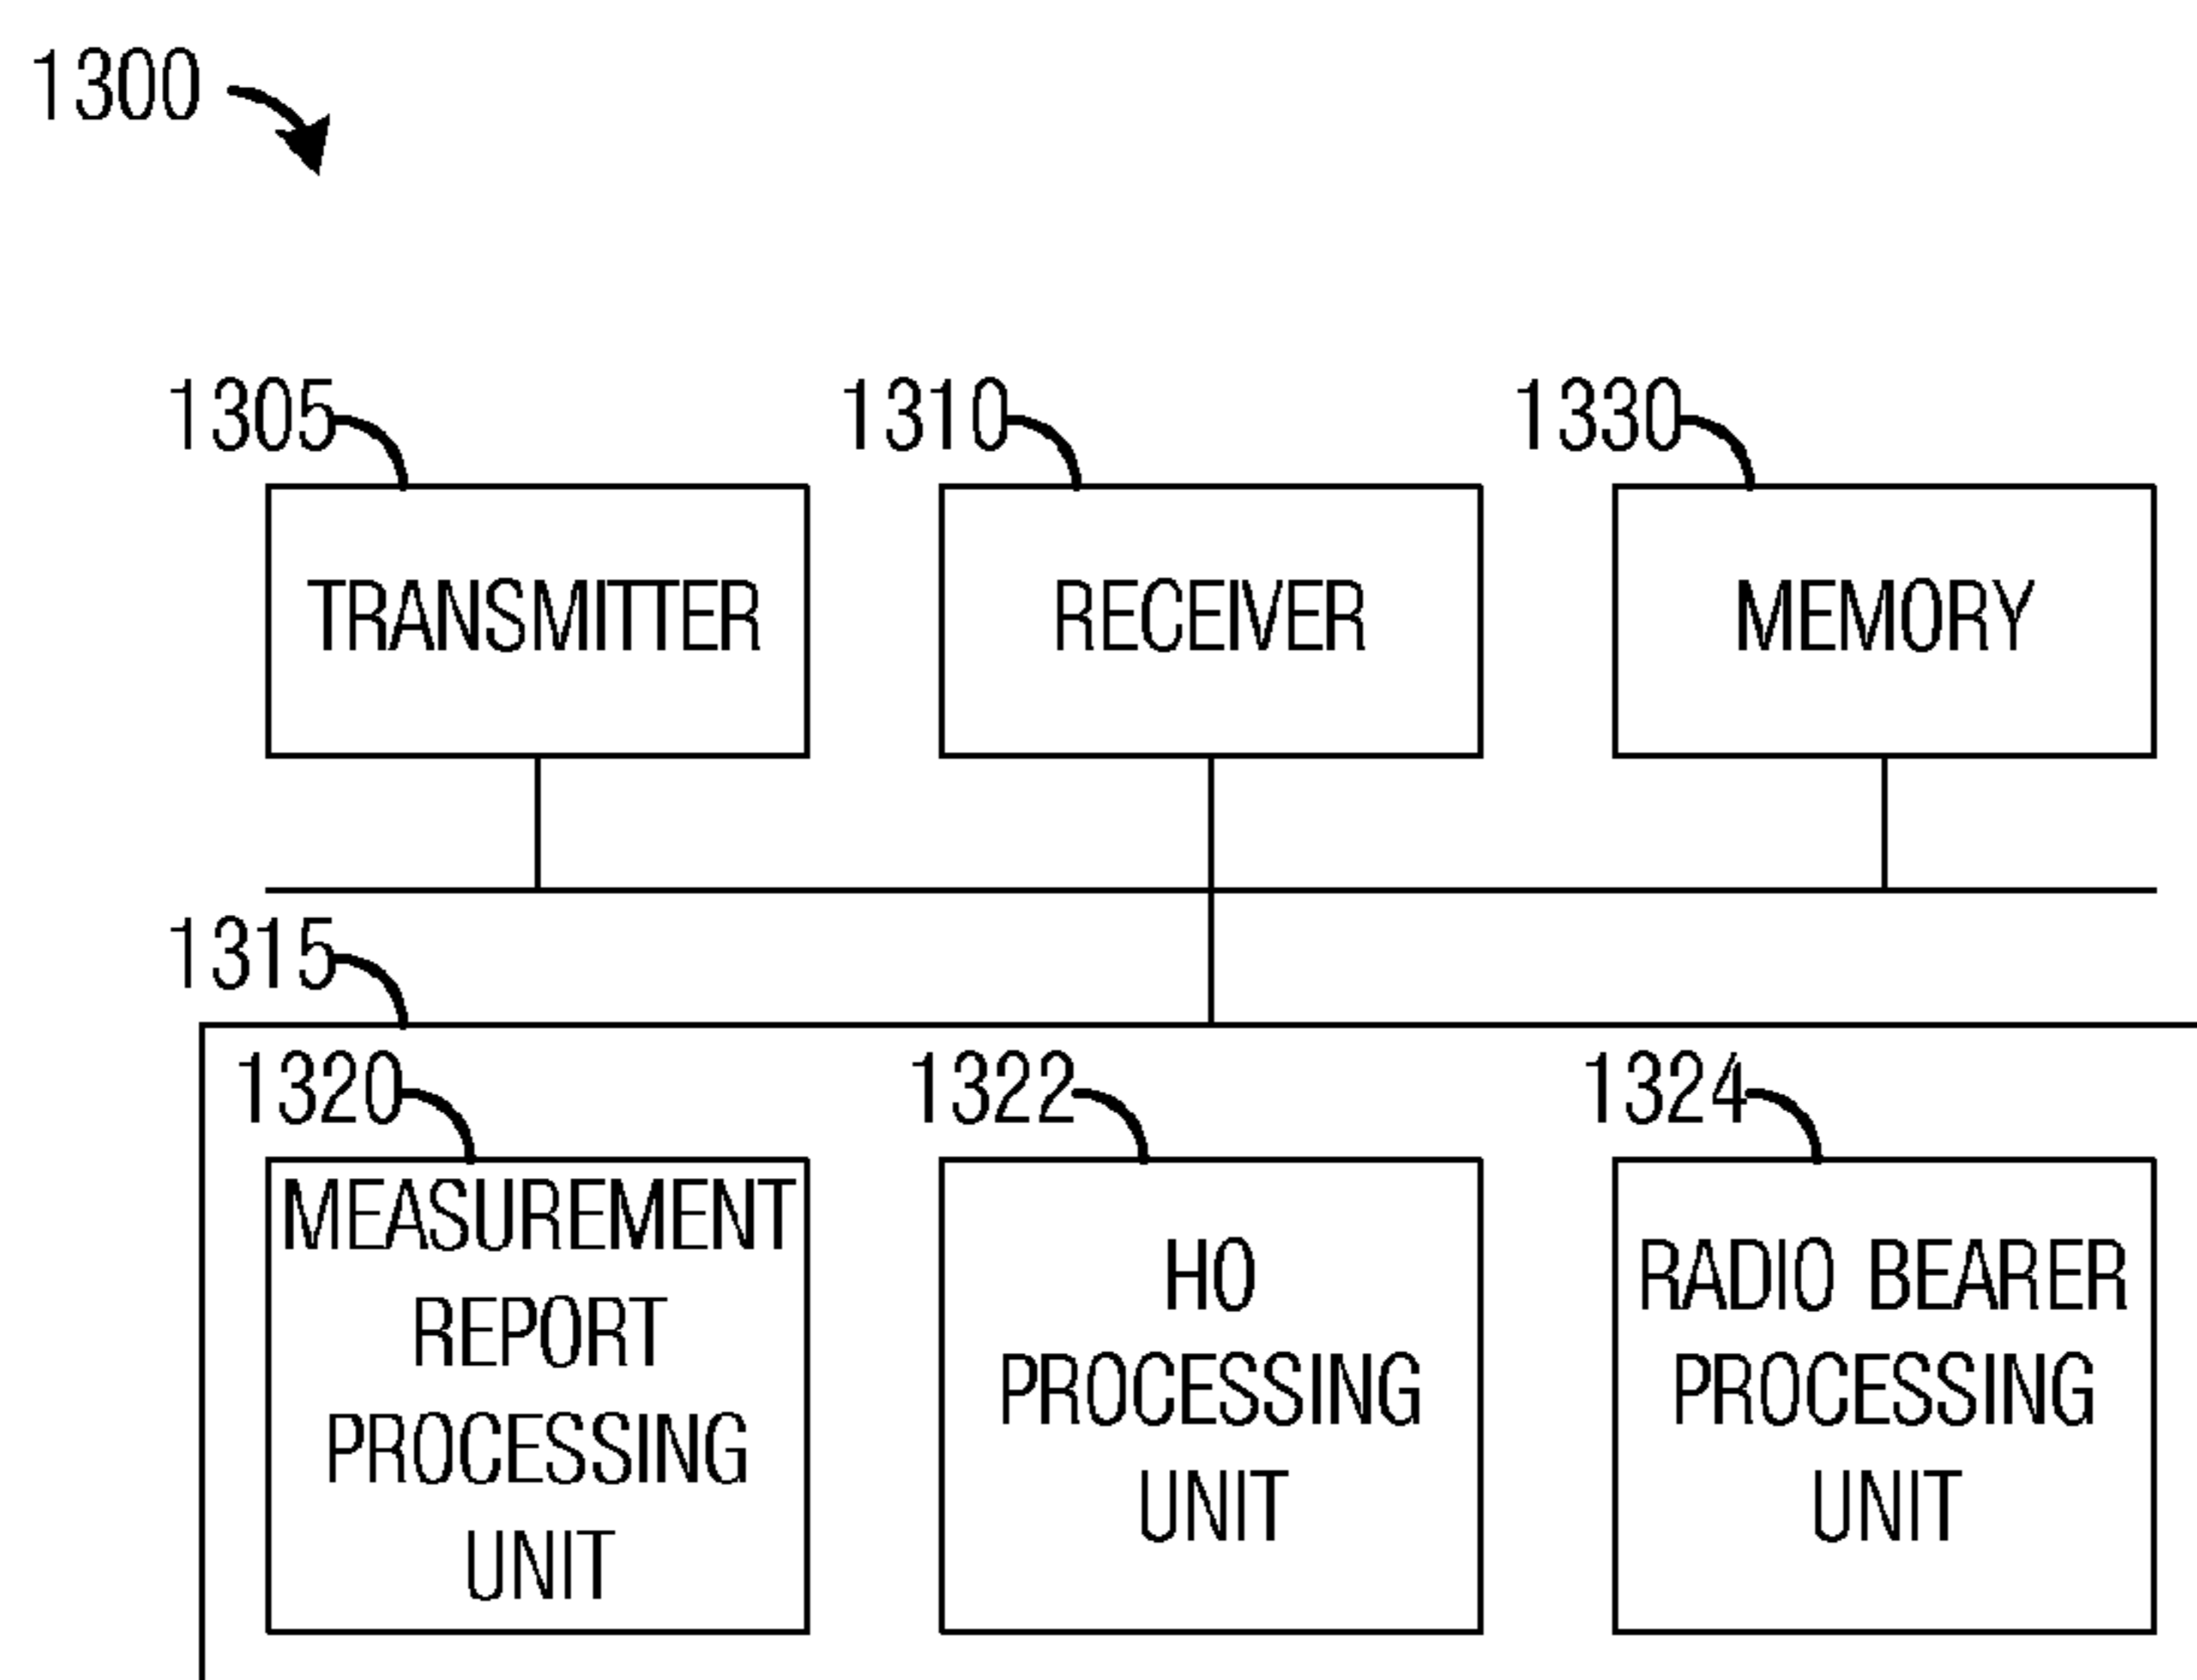 1300
1305
1310
1330
TRANSMITTER
RECEIVER
MEMORY
1315
1320
1322
1324
MEASUREMENT
REPORT
PROCESSING
UNIT
HO
PROCESSING
UNIT
RADIO BEARER
PROCESSING
UNIT